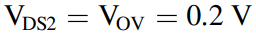 V_DS2 = V_OV = 0.2 V